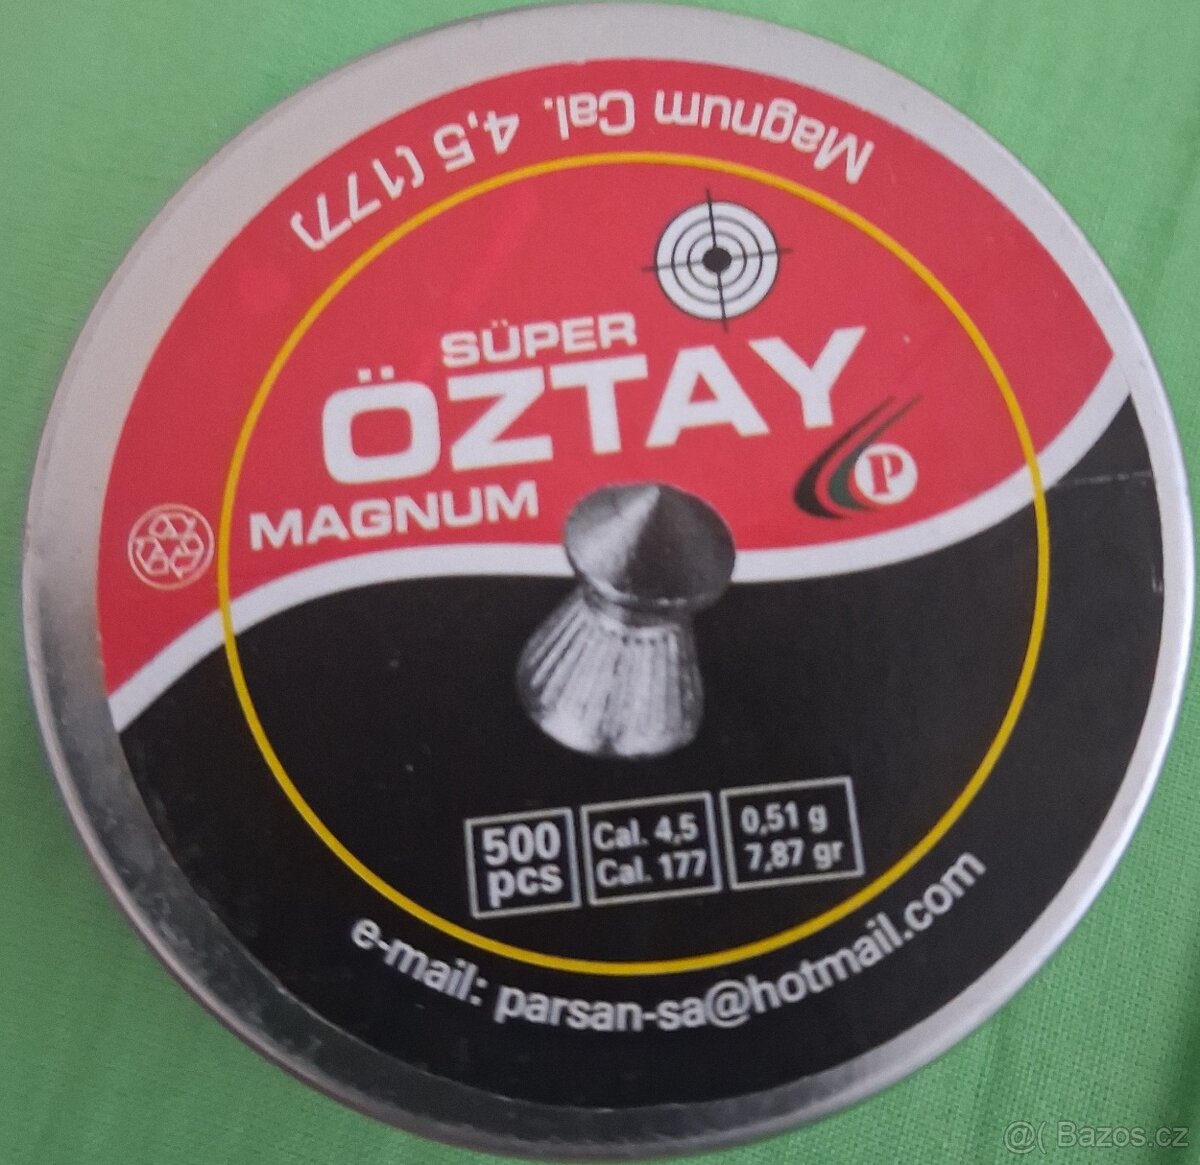 Magnum Cal. 4,5 (177)
SÜPER
ÖZTAY
MAGNUM
P
500
pcs
Cal. 4,5
Cal. 177
0,51 g
7,87 gr
e-mail: parsan-sa@hotmail.com
@( Bazos.cz